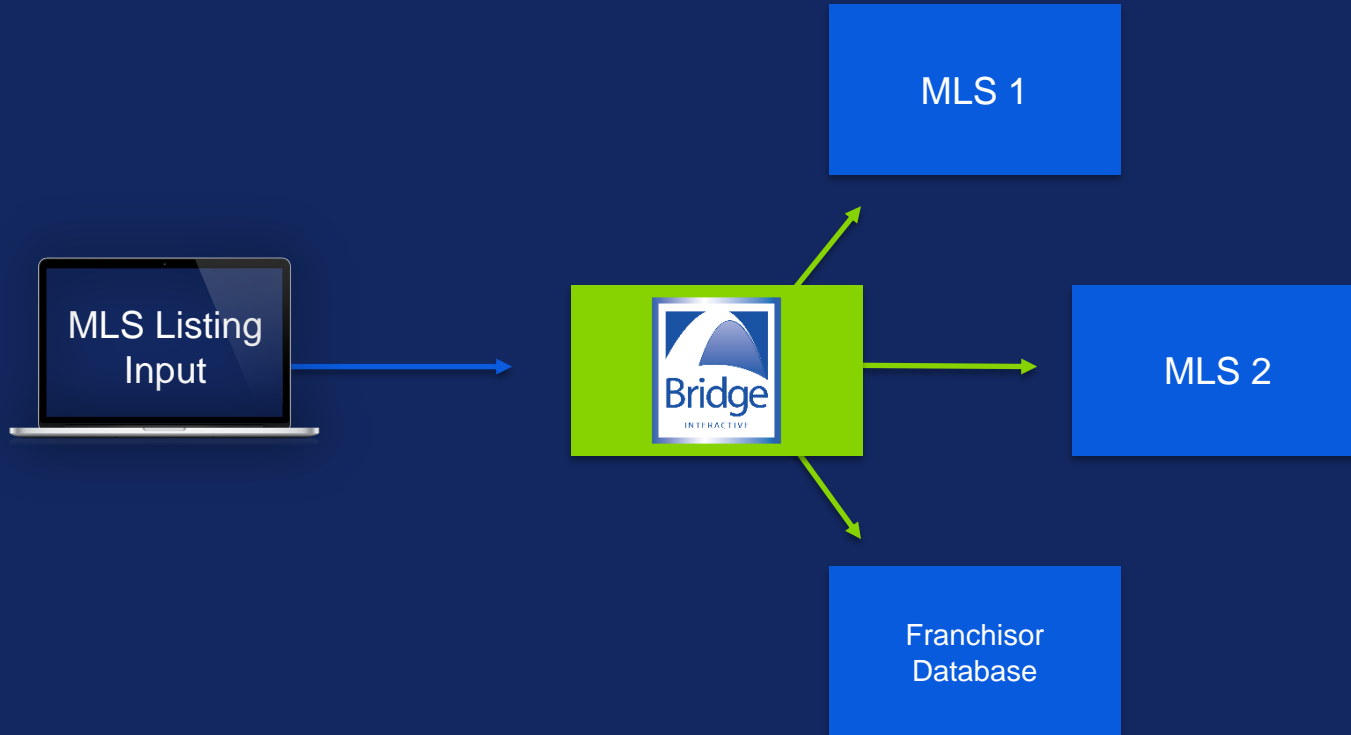 MLS 1
MLS Listing
Input
Bridge
INTERACTIVE
MLS 2
Franchisor
Database